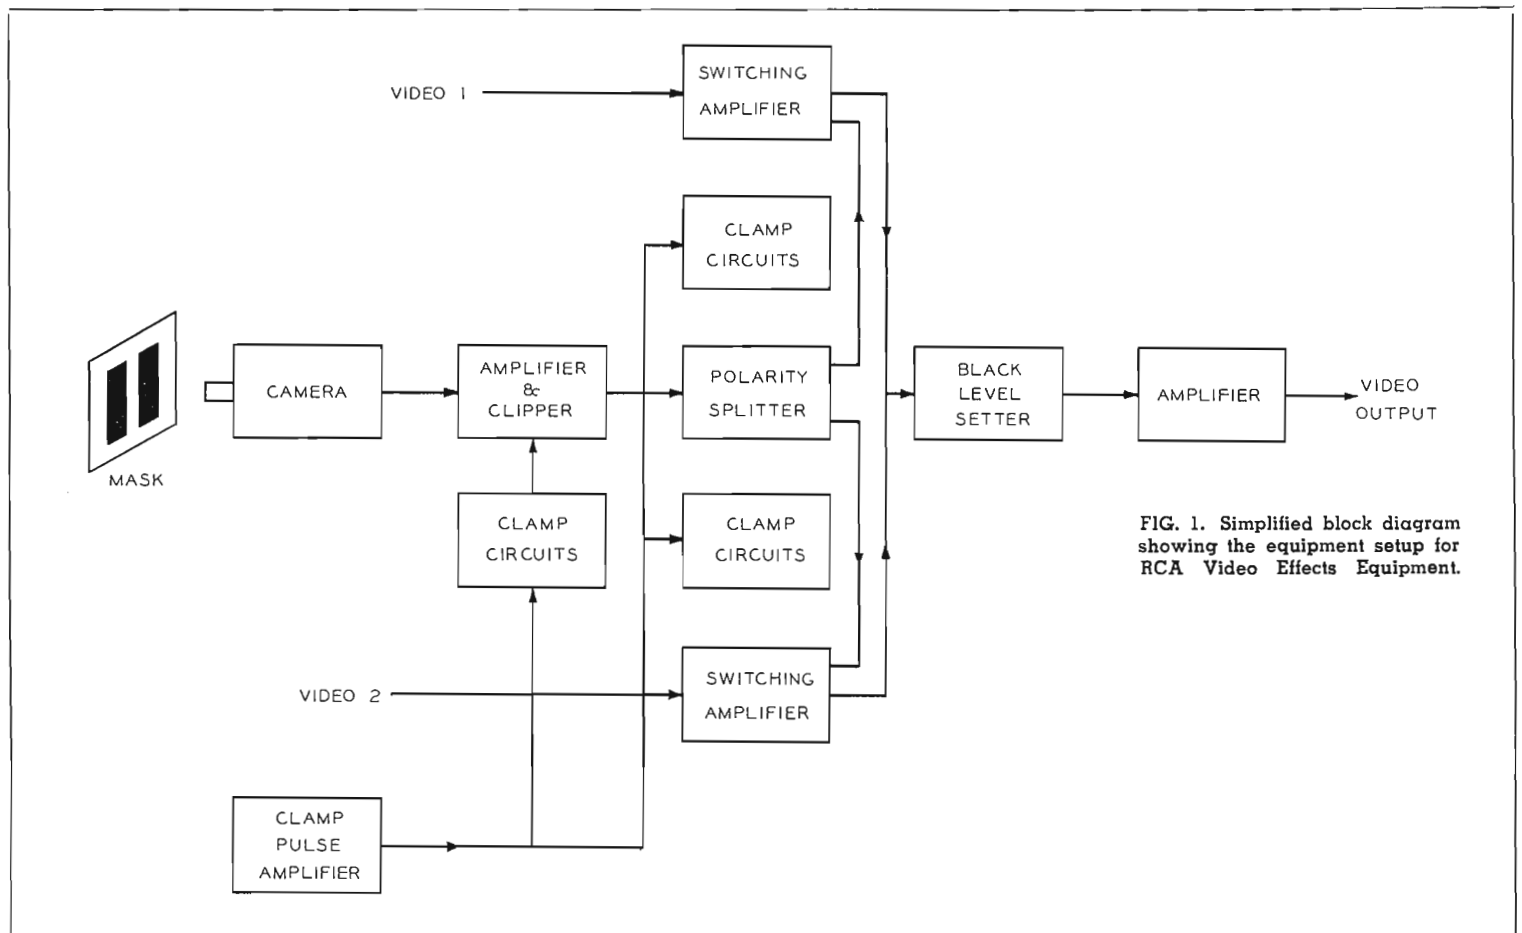 VIDEO 1
SWITCHING
AMPLIFIER
CLAMP
CIRCUITS
MASK
CAMERA
AMPLIFIER
&
CLIPPER
POLARITY
SPLITTER
BLACK
LEVEL
SETTER
AMPLIFIER
VIDEO
OUTPUT
CLAMP
CIRCUITS
CLAMP
CIRCUITS
FIG. 1. Simplified block diagram
showing the equipment setup for
RCA Video Effects Equipment.
VIDEO 2
SWITCHING
AMPLIFIER
CLAMP
PULSE
AMPLIFIER